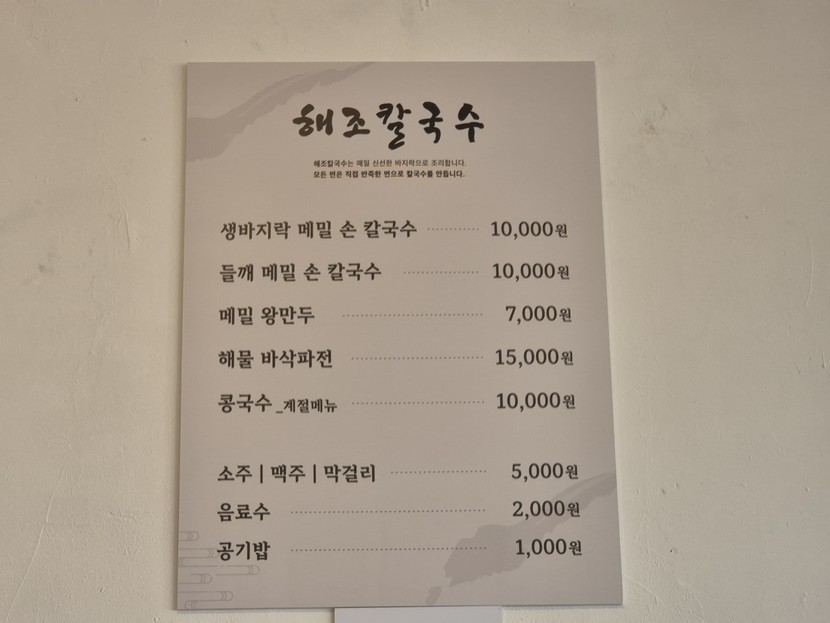 해조칼국수
해조칼국수는 매일 신선한 바지락으로 조리합니다.
모든 면은 직접 반죽한 면으로 칼국수를 만듭니다.
생바지락 메밀 손 칼국수 ············ 10,000원
들깨 메밀 손 칼국수 ············ 10,000원
메밀 왕만두 ············ 7,000원
해물 바삭파전 ············ 15,000원
콩국수 _계절메뉴 ············ 10,000원
소주 | 맥주 | 막걸리 ············ 5,000원
음료수 ············ 2,000원
공기밥 ············ 1,000원